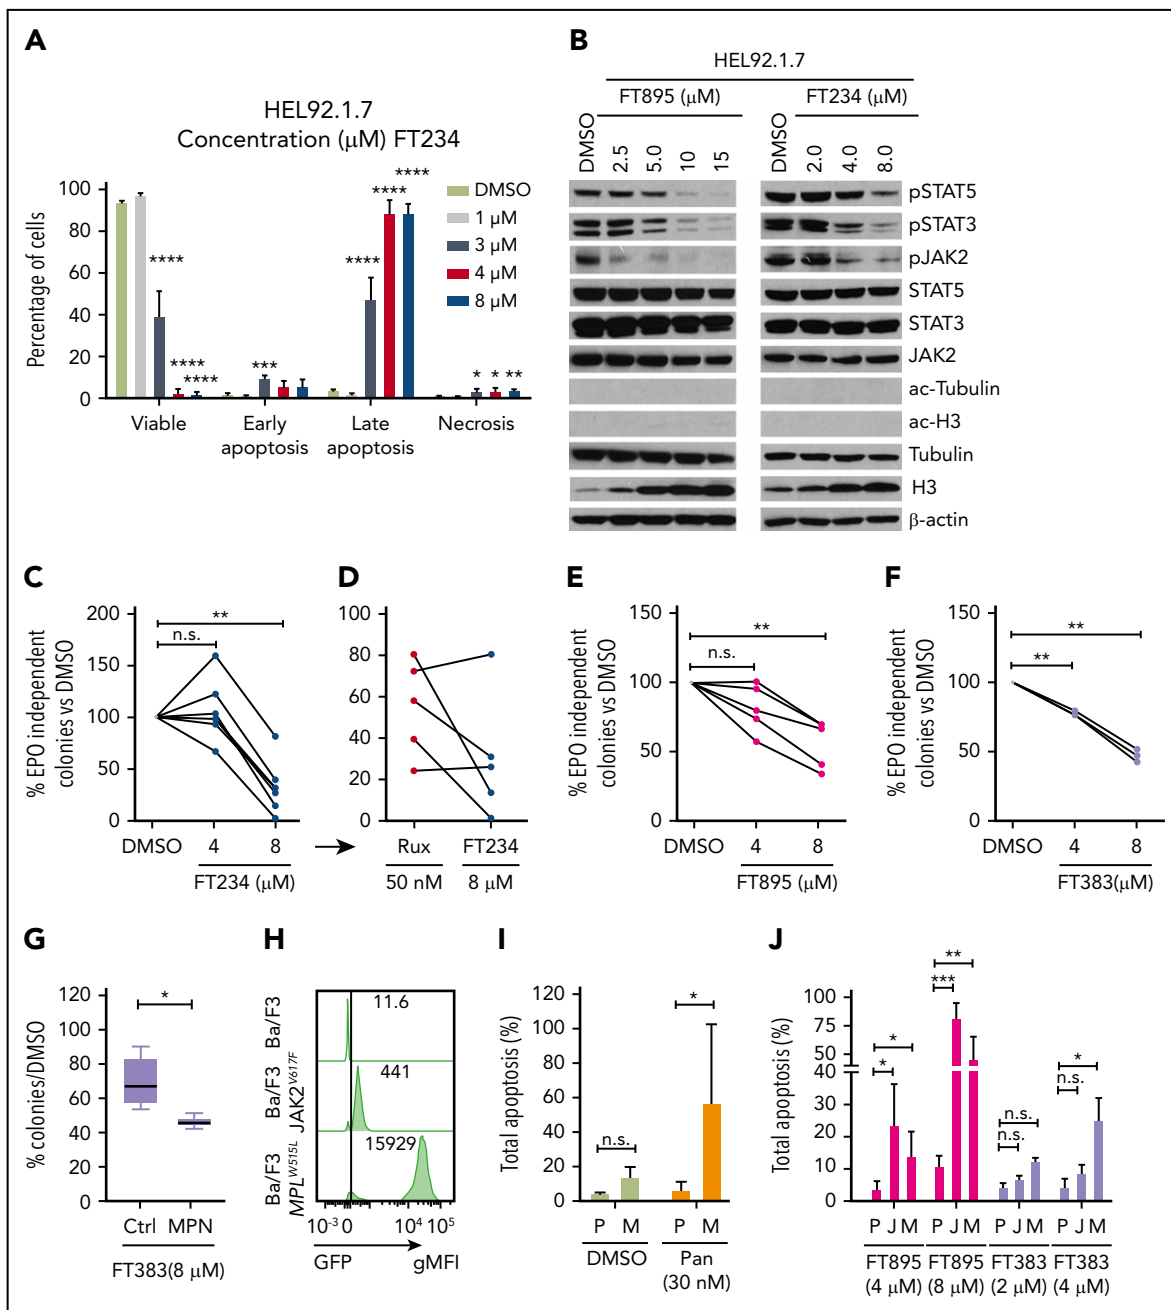 A
HEL92.1.7
Concentration (μM) FT234
Percentage of cells
100
80
60
40
20
0
DMSO
1 μM
3 μM
4 μM
8 μM
****
****
****
***
****
****
****
*
*
**
Viable
Early
apoptosis
Late
apoptosis
Necrosis
B
HEL92.1.7
FT895 (μM)
FT234 (μM)
DMSO
2.5
5.0
10
15
DMSO
2.0
4.0
8.0
pSTAT5
pSTAT3
pJAK2
STAT5
STAT3
JAK2
ac-Tubulin
ac-H3
Tubulin
H3
β-actin
C
% EPO independent
colonies vs DMSO
200
150
100
50
0
**
n.s.
DMSO
4
8
FT234 (μM)
D
100
80
60
40
20
0
Rux
FT234
50 nM
8 μM
E
% EPO independent
colonies vs DMSO
150
100
50
0
**
n.s.
DMSO
4
8
FT895 (μM)
F
% EPO independent
colonies vs DMSO
150
100
50
0
**
**
DMSO
4
8
FT383(μM)
G
% colonies/DMSO
120
100
80
60
40
20
0
*
Ctrl
MPN
FT383(8 μM)
H
Ba/F3
11.6
Ba/F3
JAK2V617F
441
Ba/F3
MPLW515L
15929
10-3 0
104 105
GFP
gMFI
I
Total apoptosis (%)
120
100
80
60
40
20
0
n.s.
*
P M
P M
DMSO
Pan
(30 nM)
J
Total apoptosis (%)
100
75
50
40
30
20
10
0
*
*
***
**
n.s.
n.s.
n.s.
*
P J M
P J M
P J M
P J M
FT895
(4 μM)
FT895
(8 μM)
FT383
(2 μM)
FT383
(4 μM)